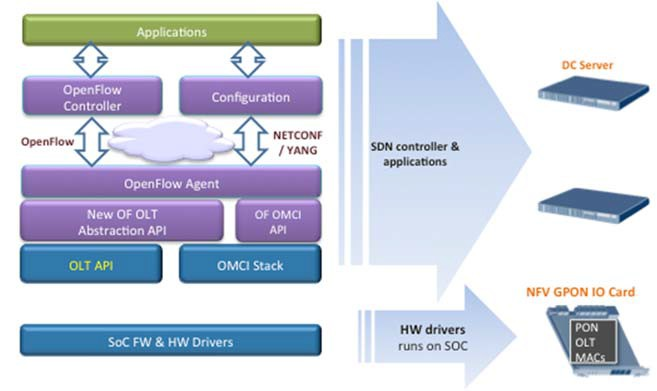 Applications
OpenFlow
Controller
Configuration
OpenFlow
NETCONF
/ YANG
OpenFlow Agent
New OF OLT
Abstraction API
OF OMCI
API
OLT API
OMCI Stack
SoC FW & HW Drivers
SDN controller &
applications
HW drivers
runs on SOC
DC Server
NFV GPON IO Card
PON
OLT
MACs